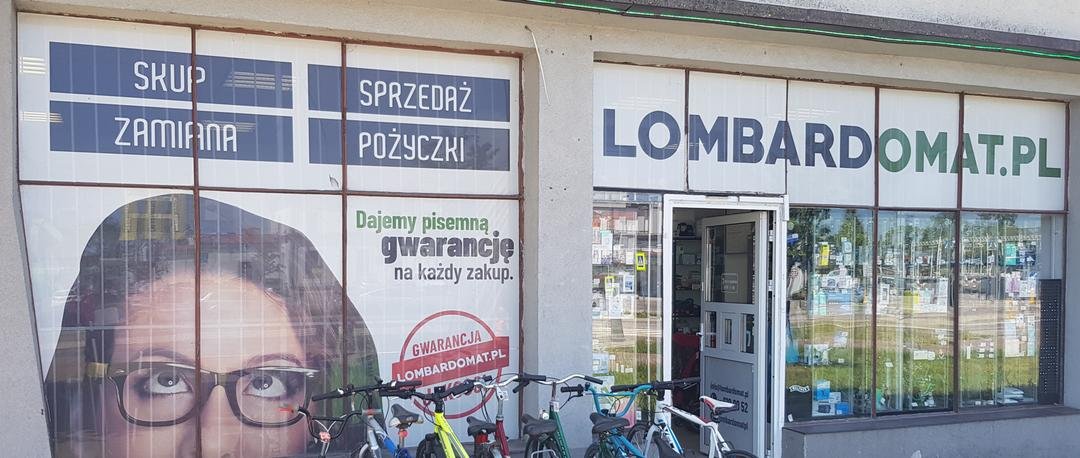 SKUP
SPRZEDAŻ
ZAMIANA
POŻYCZKI
Dajemy pisemną
gwarancję
na każdy zakup.
GWARANCJA
LOMBARDOMAT.PL
LOMBARDOMAT.PL